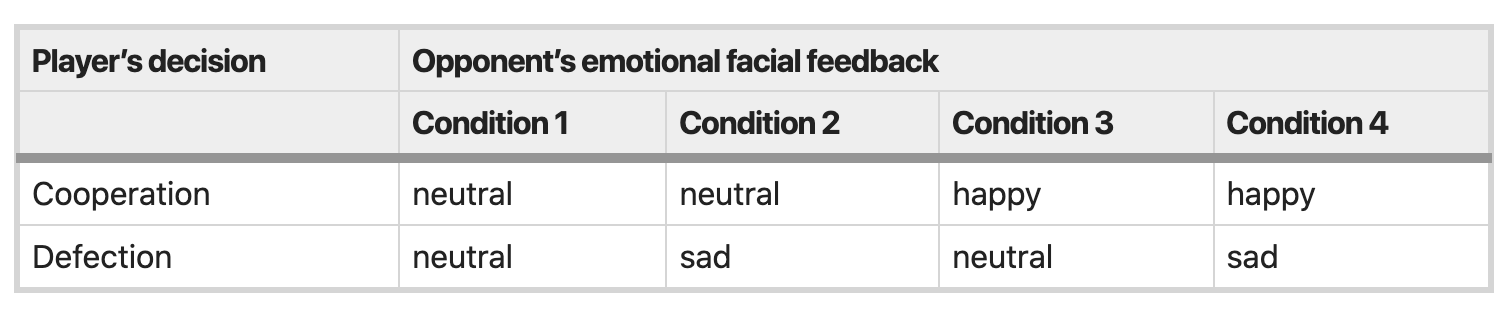 Player's decision Opponent's emotional facial feedback
Condition 1 Condition 2 Condition 3 Condition 4
Cooperation neutral neutral happy happy
Defection neutral sad neutral sad